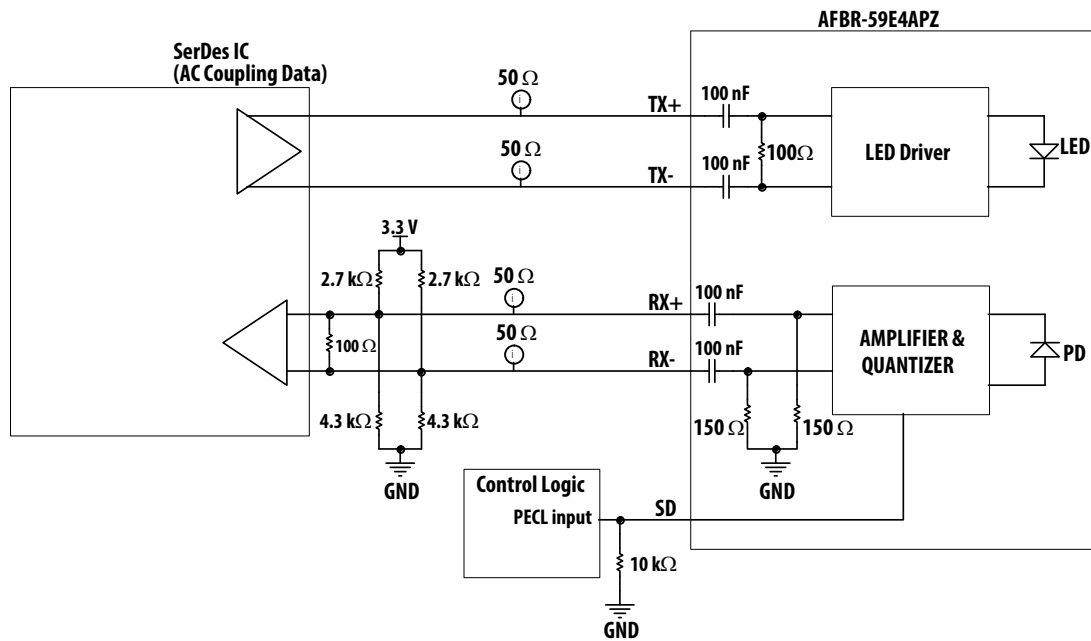 AFBR-59E4APZ
SerDes IC
(AC Coupling Data)
50 Ω
i
TX+
100 nF
50 Ω
i
TX-
100 nF
100Ω
LED Driver
LED
3.3 V
2.7 kΩ
2.7 kΩ
50 Ω
i
RX+
100 nF
100 Ω
50 Ω
i
RX-
100 nF
AMPLIFIER &
QUANTIZER
PD
4.3 kΩ
4.3 kΩ
150 Ω
150 Ω
GND
GND
Control Logic
PECL input
SD
10 kΩ
GND